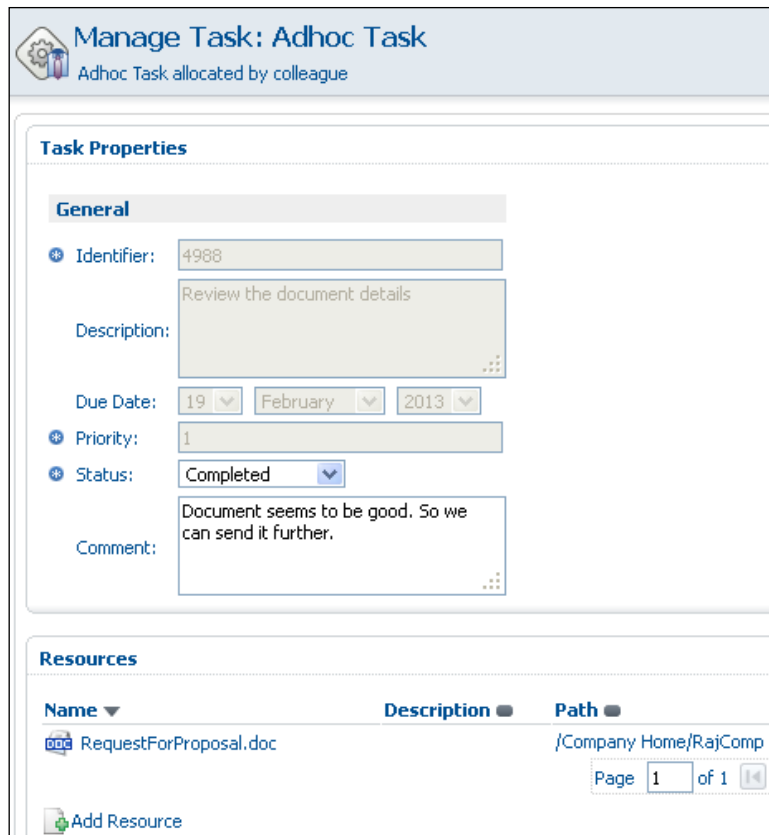 Manage Task: Adhoc Task
Adhoc Task allocated by colleague
Task Properties
General
Identifier: 4988
Description: Review the document details
Due Date: 19 February 2013
Priority: 1
Status: Completed
Comment: Document seems to be good. So we
can send it further.
Resources
Name Description Path
DOC RequestForProposal.doc /Company Home/RajComp
Page 1 of 1
Add Resource